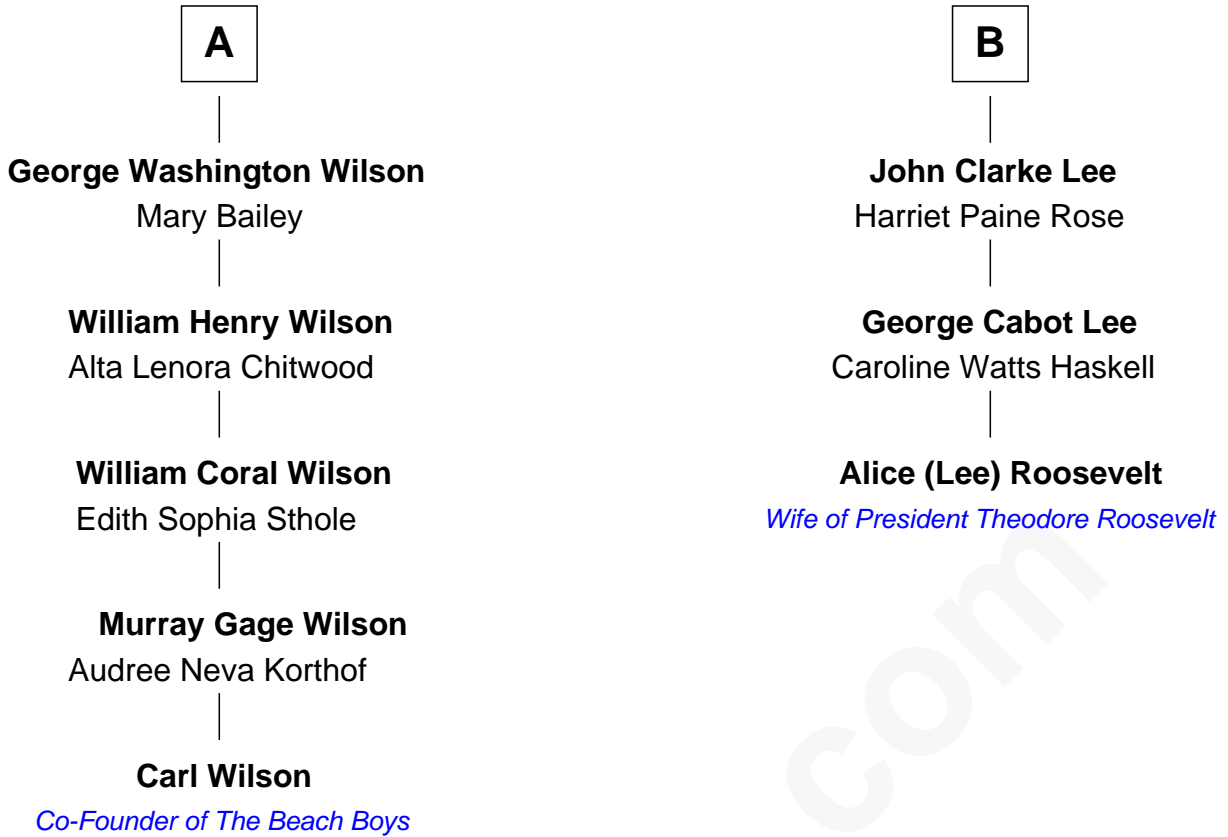 A
George Washington Wilson
Mary Bailey
William Henry Wilson
Alta Lenora Chitwood
William Coral Wilson
Edith Sophia Sthole
Murray Gage Wilson
Audree Neva Korthof
Carl Wilson
Co-Founder of The Beach Boys
B
John Clarke Lee
Harriet Paine Rose
George Cabot Lee
Caroline Watts Haskell
Alice (Lee) Roosevelt
Wife of President Theodore Roosevelt
com